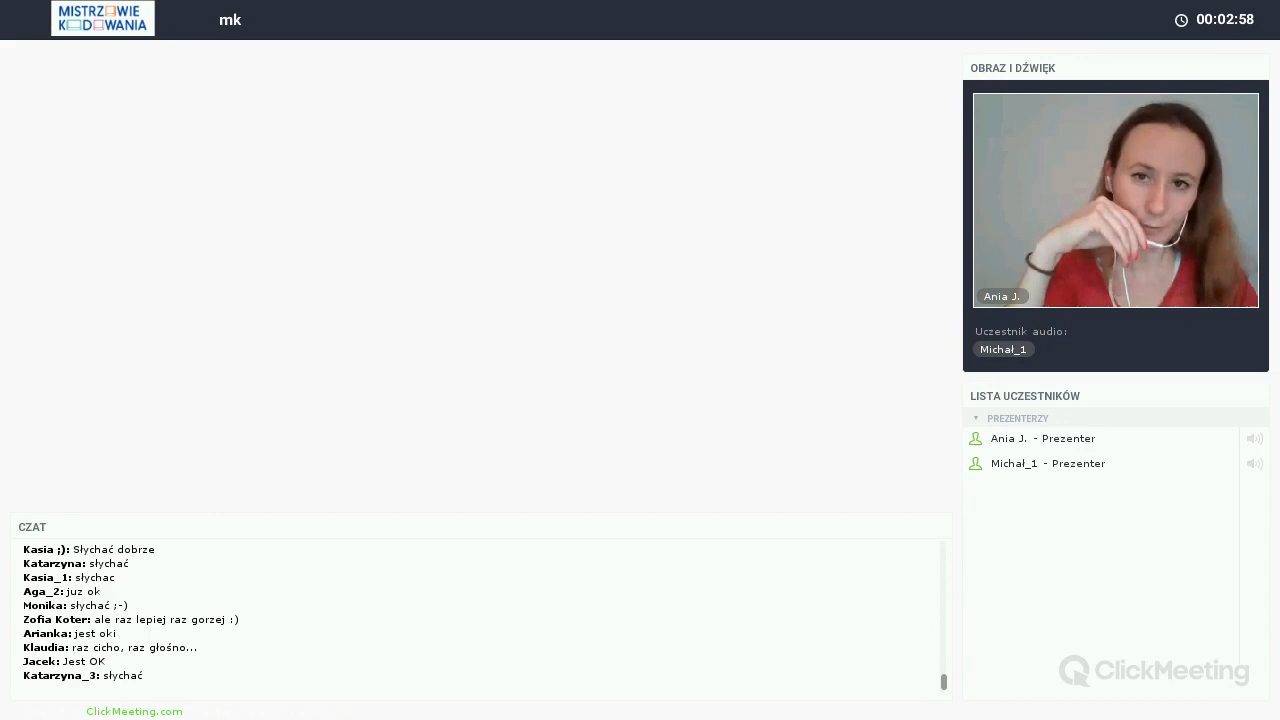 MISTRZOWIE
KODOWANIA
mk
00:02:58
OBRAZ I DŹWIĘK
Ania J.
Uczestnik audio:
Michał_1
LISTA UCZESTNIKÓW
PREZENTERZY
Ania J. - Prezenter
Michał_1 - Prezenter
CZAT
Kasia ;): Słychać dobrze
Katarzyna: słychać
Kasia_1: słychac
Aga_2: juz ok
Monika: słychać ;-)
Zofia Koter: ale raz lepiej raz gorzej :)
Arianka: jest oki
Klaudia: raz cicho, raz głośno...
Jacek: Jest OK
Katarzyna_3: słychać
ClickMeeting
ClickMeeting.com